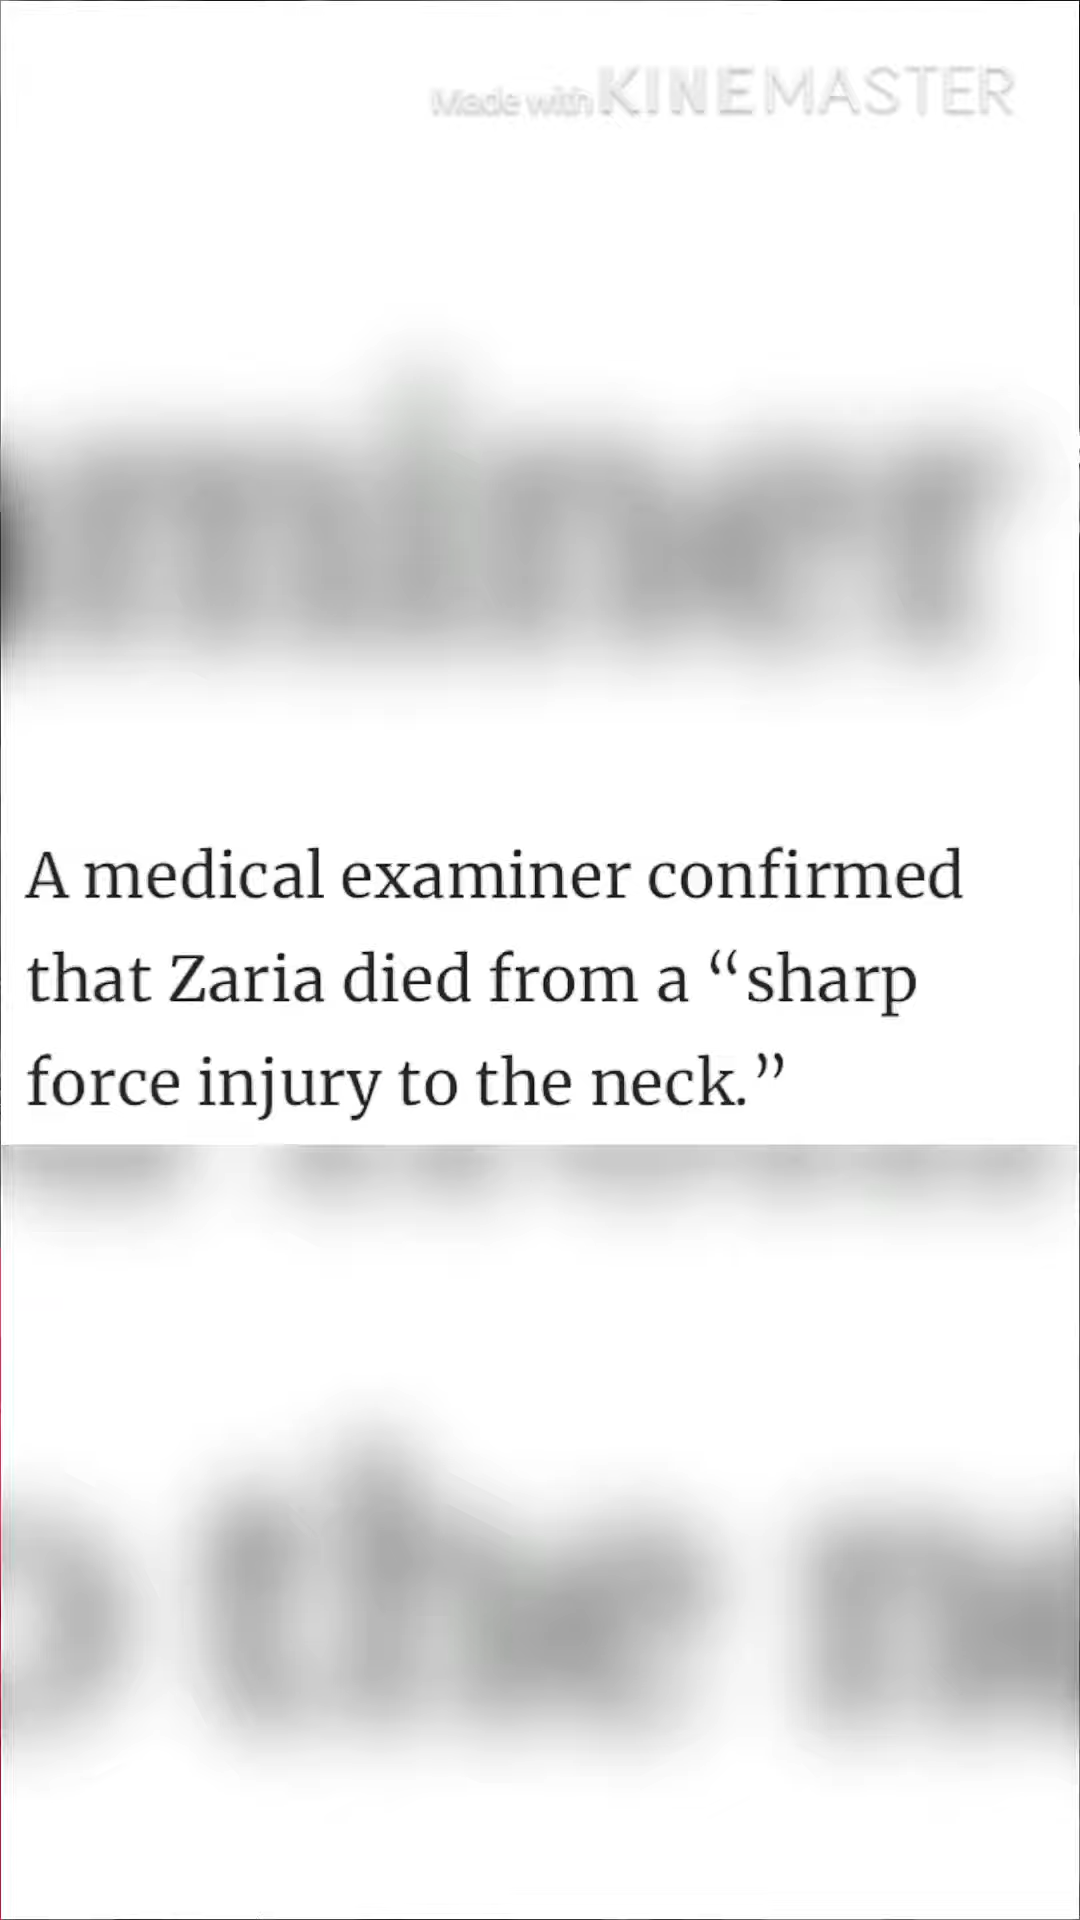 Made with KINEMASTER
A medical examiner confirmed
that Zaria died from a “sharp
force injury to the neck.”